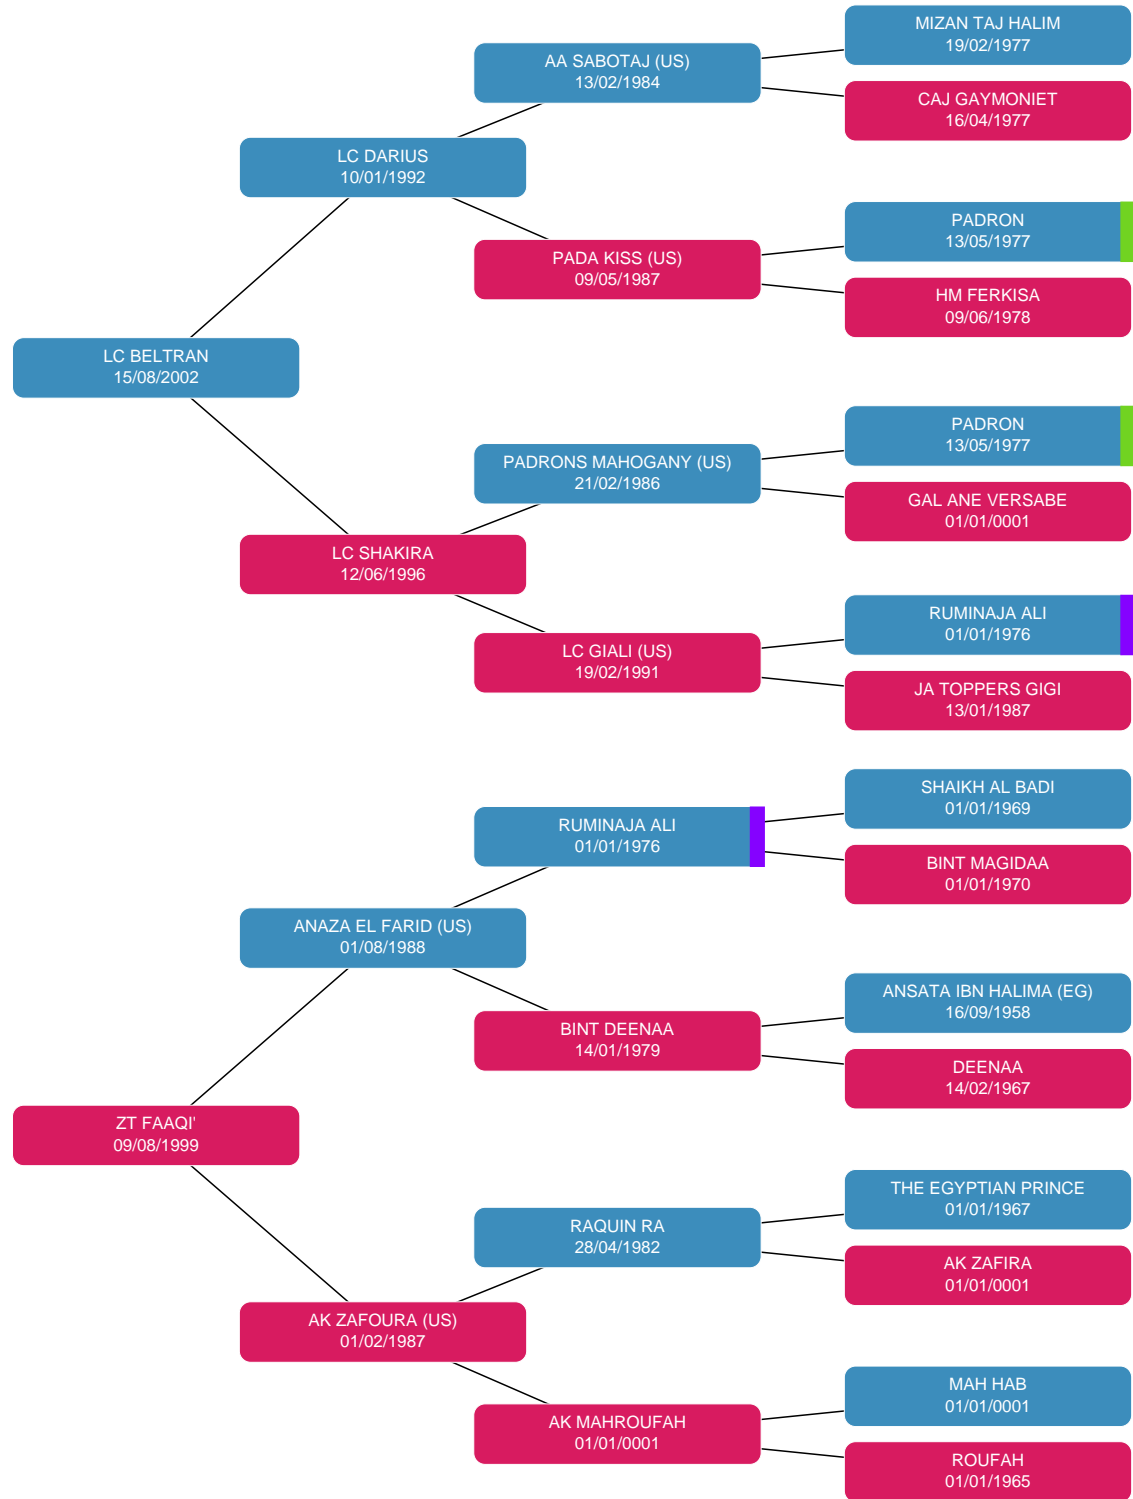 MIZAN TAJ HALIM
19/02/1977
AA SABOTAJ (US)
13/02/1984
CAJ GAYMONIET
16/04/1977
LC DARIUS
10/01/1992
PADRON
13/05/1977
PADA KISS (US)
09/05/1987
HM FERKISA
09/06/1978
LC BELTRAN
15/08/2002
PADRON
13/05/1977
PADRONS MAHOGANY (US)
21/02/1986
GAL ANE VERSABE
01/01/0001
LC SHAKIRA
12/06/1996
RUMINAJA ALI
01/01/1976
LC GIALI (US)
19/02/1991
JA TOPPERS GIGI
13/01/1987
SHAIKH AL BADI
01/01/1969
RUMINAJA ALI
01/01/1976
BINT MAGIDAA
01/01/1970
ANAZA EL FARID (US)
01/08/1988
ANSATA IBN HALIMA (EG)
16/09/1958
BINT DEENAA
14/01/1979
DEENAA
14/02/1967
ZT FAAQI'
09/08/1999
THE EGYPTIAN PRINCE
01/01/1967
RAQUIN RA
28/04/1982
AK ZAFIRA
01/01/0001
AK ZAFOURA (US)
01/02/1987
MAH HAB
01/01/0001
AK MAHROUFAH
01/01/0001
ROUFAH
01/01/1965